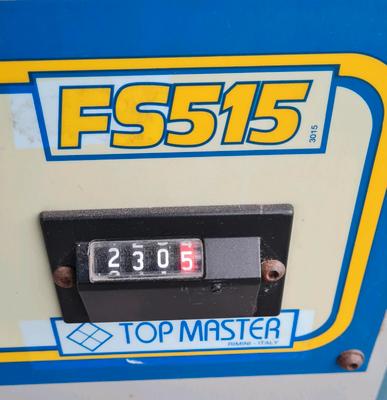 FS515
3015
2305
TOP MASTER
RIMINI - ITALY